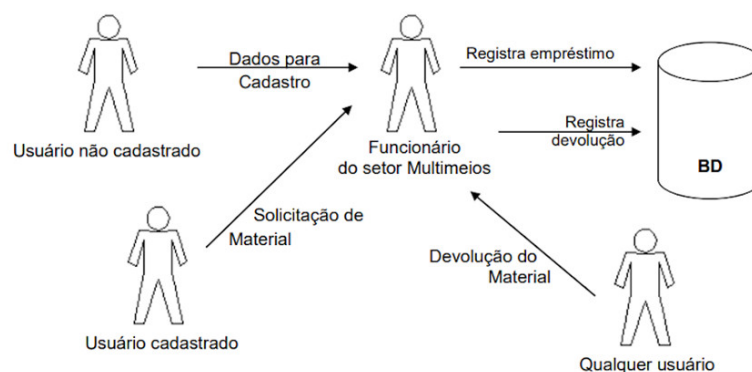 Dados para
Cadastro
Registra empréstimo
Registra
devolução
BD
Usuário não cadastrado
Funcionário
do setor Multimeios
Solicitação de
Material
Devolução do
Material
Usuário cadastrado
Qualquer usuário